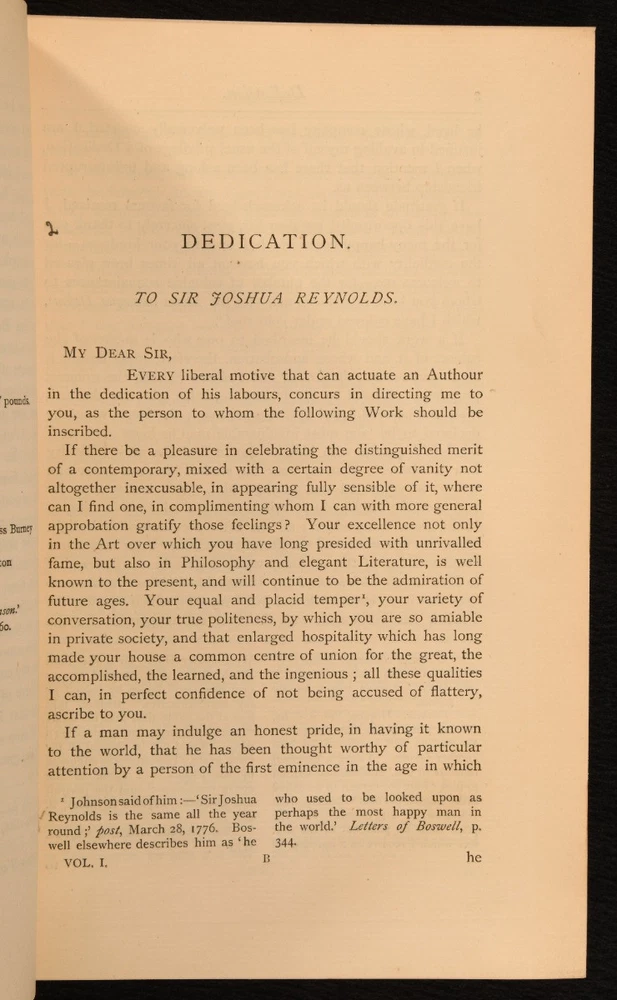 2
DEDICATION.
TO SIR JOSHUA REYNOLDS.
MY DEAR SIR,
EVERY liberal motive that can actuate an Authour
in the dedication of his labours, concurs in directing me to
you, as the person to whom the following Work should be
inscribed.
If there be a pleasure in celebrating the distinguished merit
of a contemporary, mixed with a certain degree of vanity not
altogether inexcusable, in appearing fully sensible of it, where
can I find one, in complimenting whom I can with more general
approbation gratify those feelings? Your excellence not only
in the Art over which you have long presided with unrivalled
fame, but also in Philosophy and elegant Literature, is well
known to the present, and will continue to be the admiration of
future ages. Your equal and placid temper¹, your variety of
conversation, your true politeness, by which you are so amiable
in private society, and that enlarged hospitality which has long
made your house a common centre of union for the great, the
accomplished, the learned, and the ingenious; all these qualities
I can, in perfect confidence of not being accused of flattery,
ascribe to you.
If a man may indulge an honest pride, in having it known
to the world, that he has been thought worthy of particular
attention by a person of the first eminence in the age in which
¹ Johnson said of him:—'Sir Joshua
Reynolds is the same all the year
round;' post, March 28, 1776. Bos-
well elsewhere describes him as 'he
who used to be looked upon as
perhaps the most happy man in
the world.' Letters of Boswell, p.
344.
VOL. I.
B
he
pounds.
Burney
60.